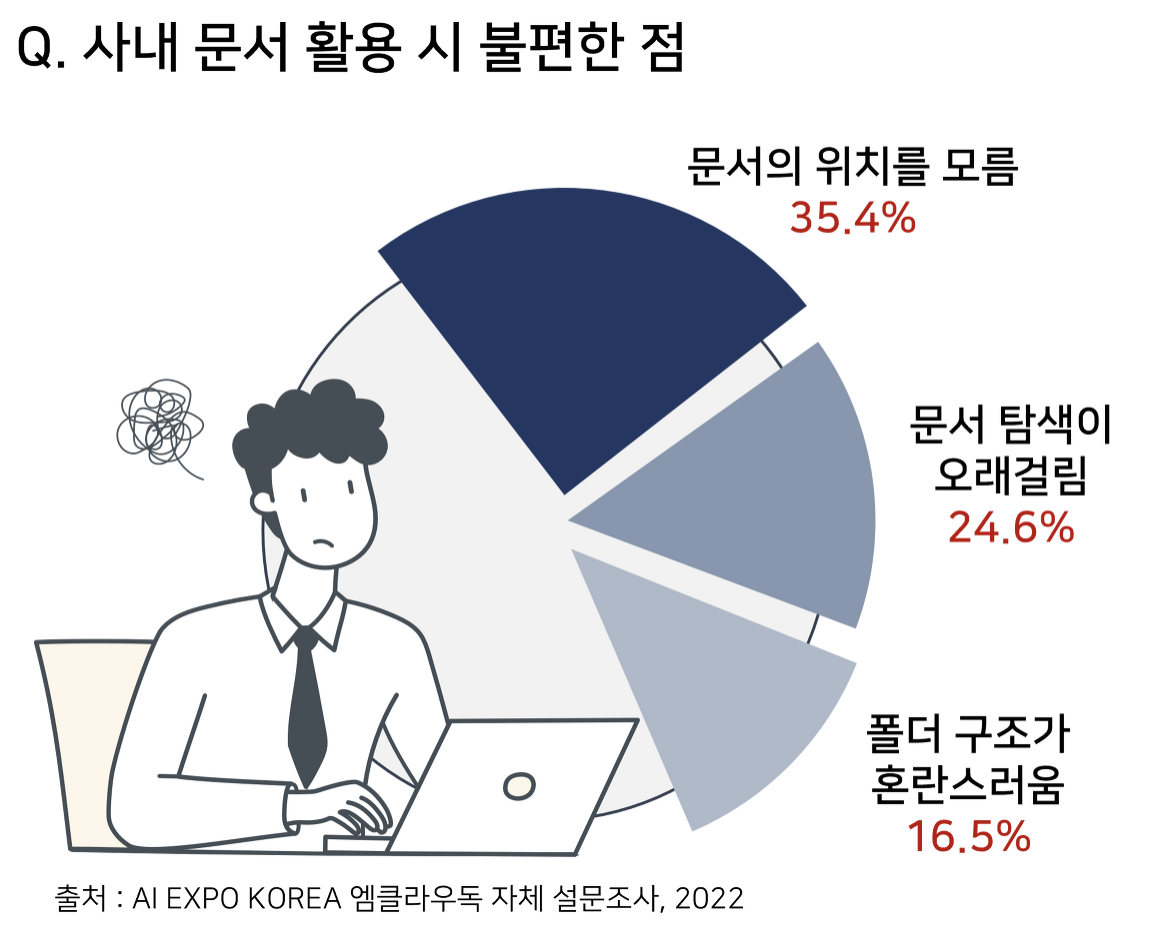 Q. 사내 문서 활용 시 불편한 점
문서의 위치를 모름
35.4%
문서 탐색이
오래걸림
24.6%
폴더 구조가
혼란스러움
16.5%
출처 : AI EXPO KOREA 엠클라우독 자체 설문조사, 2022